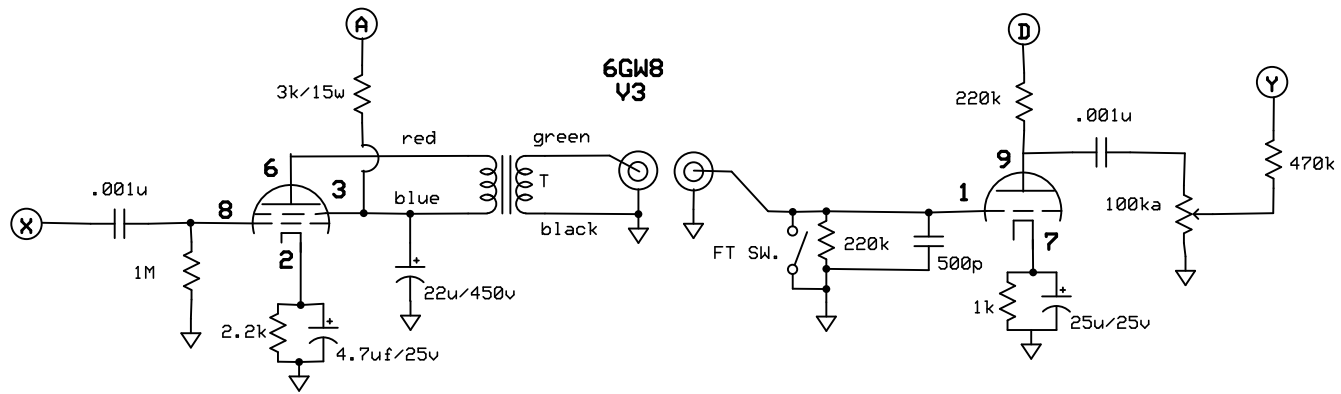 A
D
6GW8
V3
Y
3k/15w
220k
.001u
red
green
6
9
470k
.001u
3
T
1
8
blue
100ka
X
black
7
2
FT SW.
220k
1M
500p
22u/450v
1k
2.2k
25u/25v
4.7uf/25v
+
+
+